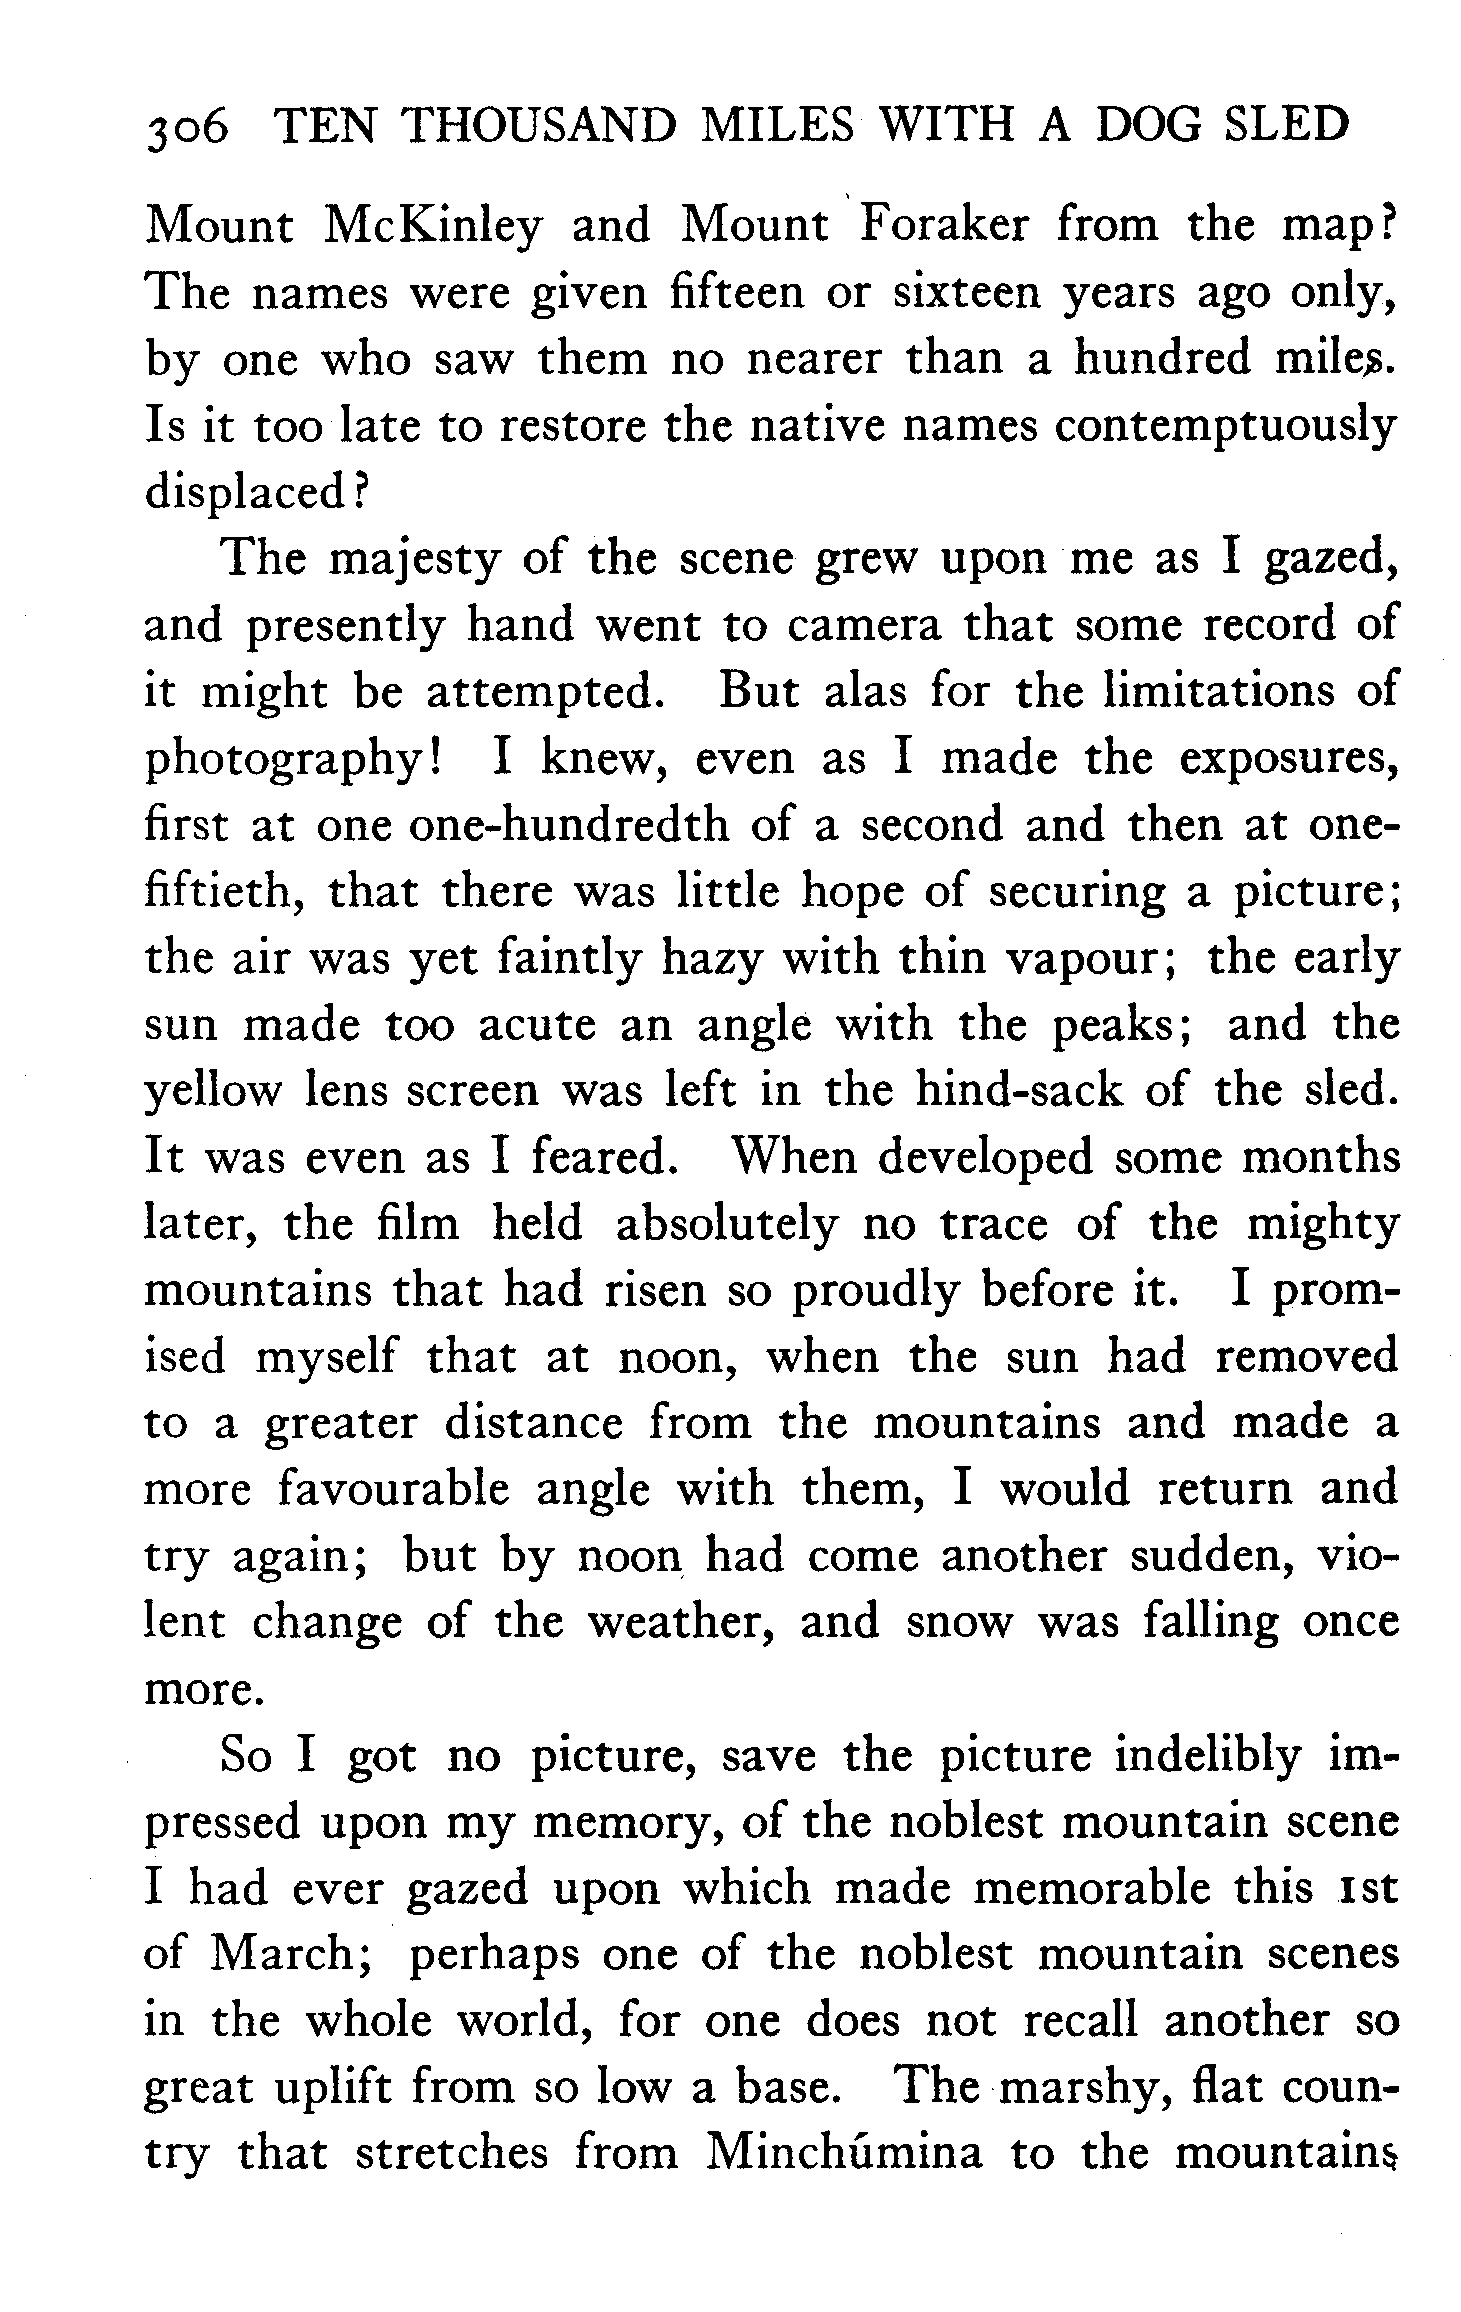 306 TEN THOUSAND MILES WITH A DOG SLED
Mount McKinley and Mount Foraker from the map?
The names were given fifteen or sixteen years ago only,
by one who saw them no nearer than a hundred miles.
Is it too late to restore the native names contemptuously
displaced?
The majesty of the scene grew upon me as I gazed,
and presently hand went to camera that some record of
it might be attempted. But alas for the limitations of
photography! I knew, even as I made the exposures,
first at one one-hundredth of a second and then at one-
fiftieth, that there was little hope of securing a picture;
the air was yet faintly hazy with thin vapour; the early
sun made too acute an angle with the peaks; and the
yellow lens screen was left in the hind-sack of the sled.
It was even as I feared. When developed some months
later, the film held absolutely no trace of the mighty
mountains that had risen so proudly before it. I prom-
ised myself that at noon, when the sun had removed
to a greater distance from the mountains and made a
more favourable angle with them, I would return and
try again; but by noon had come another sudden, vio-
lent change of the weather, and snow was falling once
more.
So I got no picture, save the picture indelibly im-
pressed upon my memory, of the noblest mountain scene
I had ever gazed upon which made memorable this 1st
of March; perhaps one of the noblest mountain scenes
in the whole world, for one does not recall another so
great uplift from so low a base. The marshy, flat coun-
try that stretches from Minchúmina to the mountains